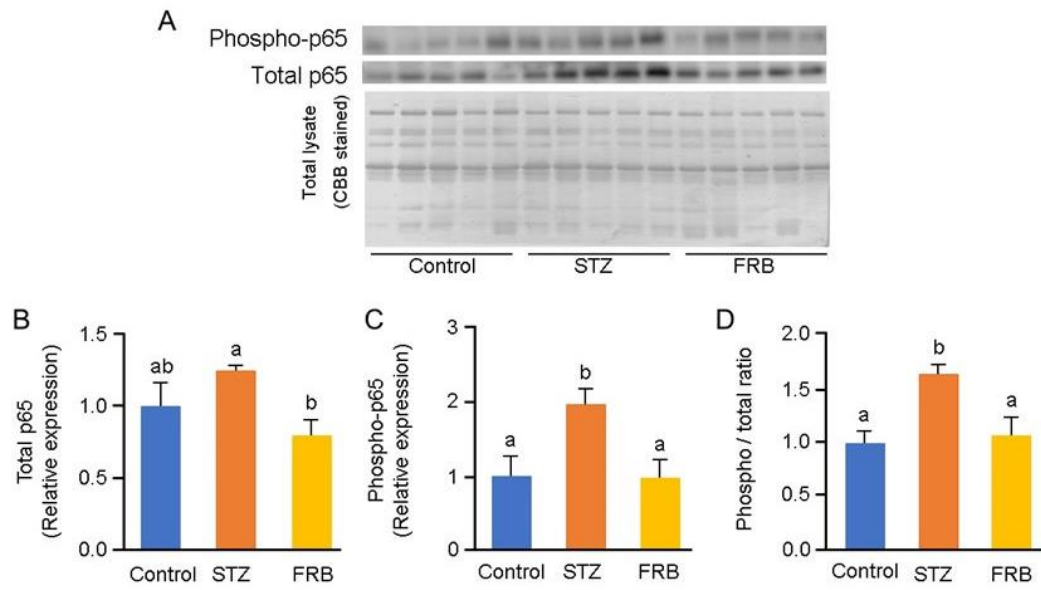 A
Phospho-p65
Total p65
Total lysate
(CBB stained)
Control STZ FRB
B
Total p65
(Relative expression)
1.5
1.0
0.5
0.0
ab
a
b
Control STZ FRB
C
Phospho-p65
(Relative expression)
3
2
1
0
a
b
a
Control STZ FRB
D
Phospho / total ratio
2.0
1.5
1.0
0.5
0.0
a
b
a
Control STZ FRB